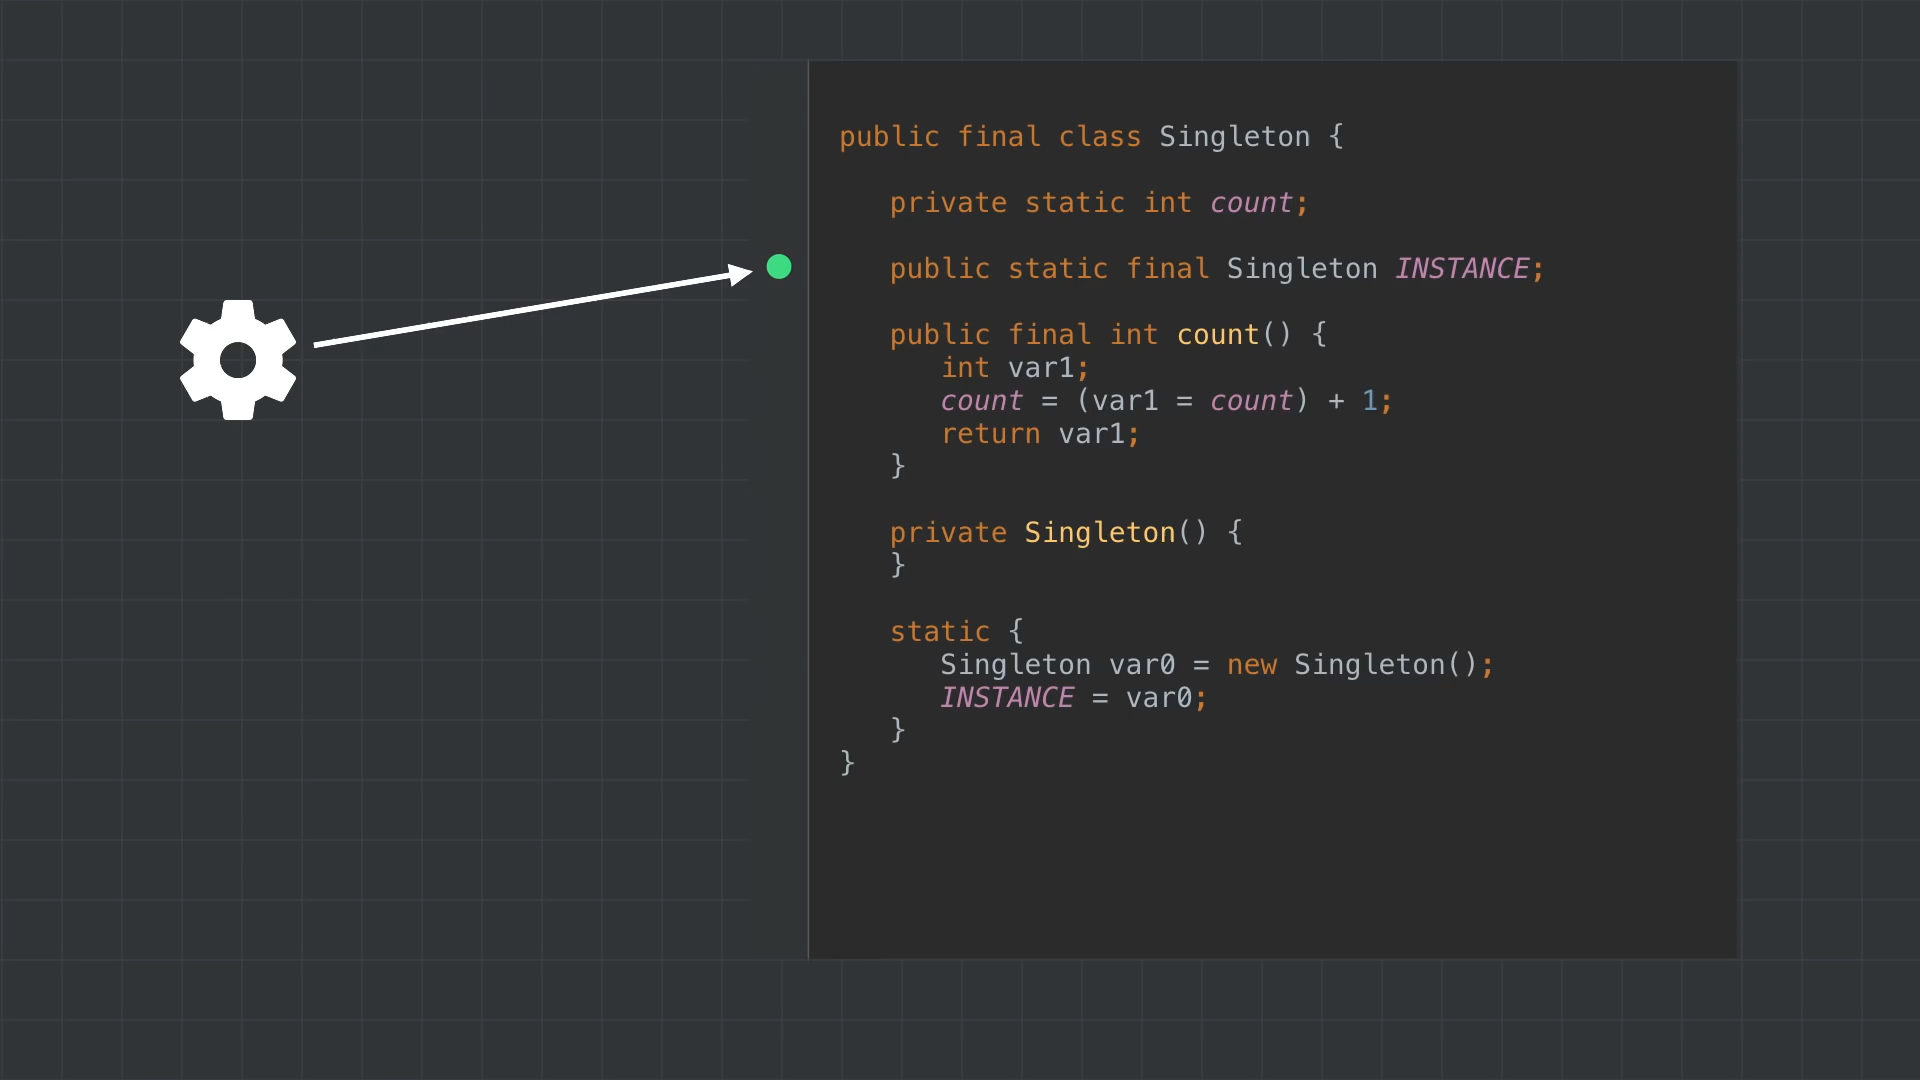 public final class Singleton {
private static int count;
public static final Singleton INSTANCE;
public final int count() {
int var1;
count = (var1 = count) + 1;
return var1;
}
private Singleton() {
}
static {
Singleton var0 = new Singleton();
INSTANCE = var0;
}
}